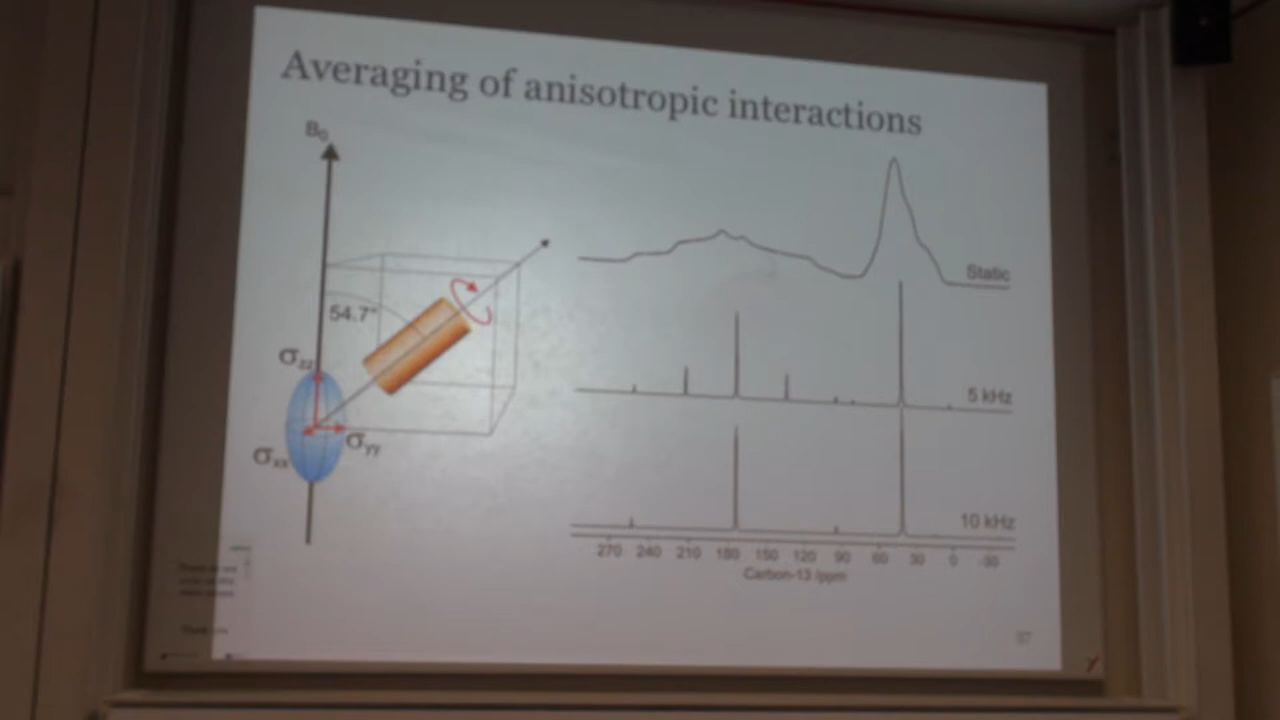 Averaging of anisotropic interactions
B₀
54.7°
σzz
σyy
σxx
Static
5 kHz
10 kHz
270 240 210 180 150 120 90 60 30 0 -30
Carbon-13 /ppm
37